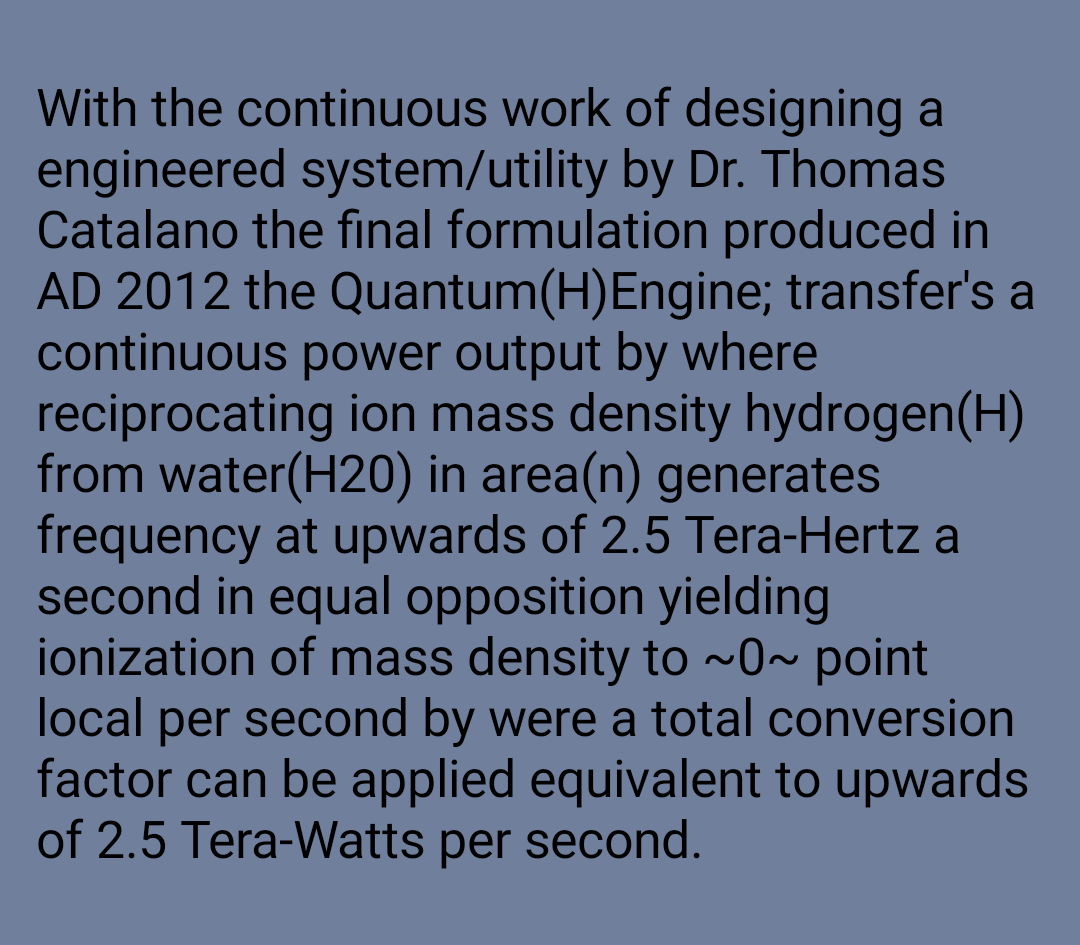 With the continuous work of designing a
engineered system/utility by Dr. Thomas
Catalano the final formulation produced in
AD 2012 the Quantum(H)Engine; transfer's a
continuous power output by where
reciprocating ion mass density hydrogen(H)
from water(H20) in area(n) generates
frequency at upwards of 2.5 Tera-Hertz a
second in equal opposition yielding
ionization of mass density to ~0~ point
local per second by were a total conversion
factor can be applied equivalent to upwards
of 2.5 Tera-Watts per second.